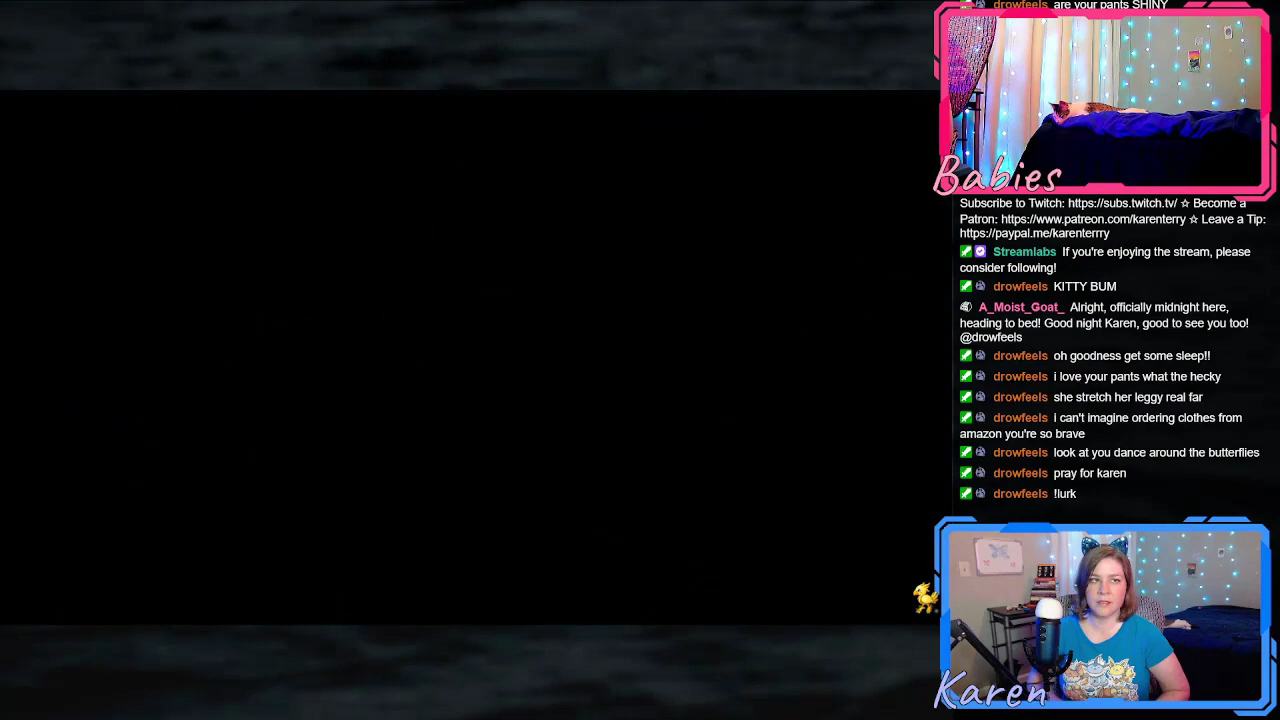 drowfeels are your pants SHINY
Babies
Subscribe to Twitch: https://subs.twitch.tv/ ☆ Become a
Patron: https://www.patreon.com/karenterry ☆ Leave a Tip:
https://paypal.me/karenterrry
Streamlabs If you're enjoying the stream, please
consider following!
drowfeels KITTY BUM
A_Moist_Goat_ Alright, officially midnight here,
heading to bed! Good night Karen, good to see you too!
@drowfeels
drowfeels oh goodness get some sleep!!
drowfeels i love your pants what the hecky
drowfeels she stretch her leggy real far
drowfeels i can't imagine ordering clothes from
amazon you're so brave
drowfeels look at you dance around the butterflies
drowfeels pray for karen
drowfeels !lurk
Karen